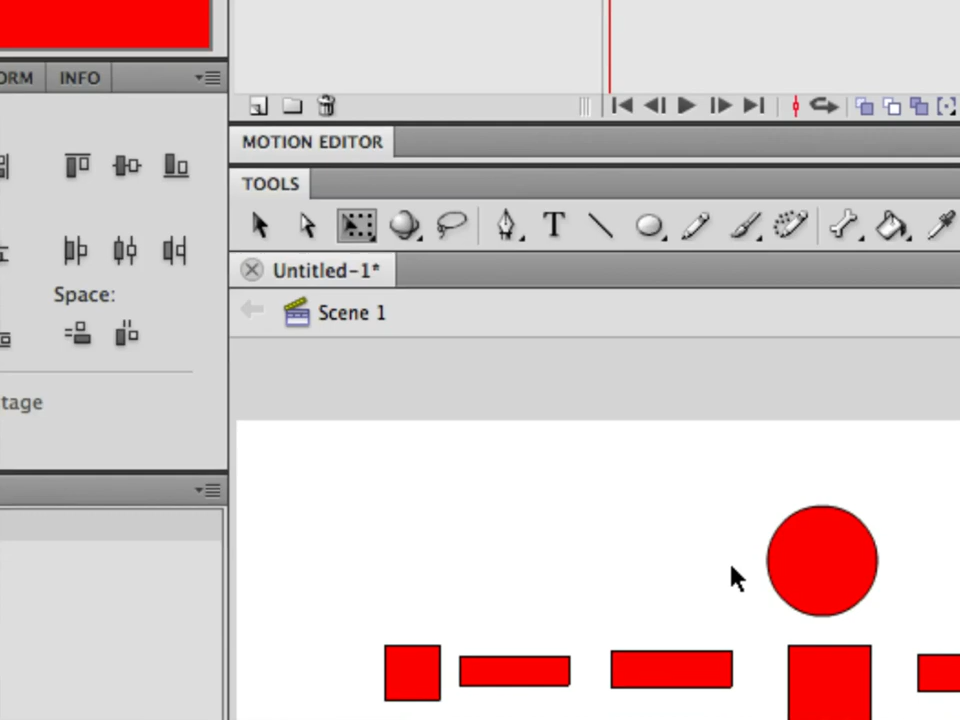 ORM INFO
MOTION EDITOR
TOOLS
T
Untitled-1*
Scene 1
Space:
tage